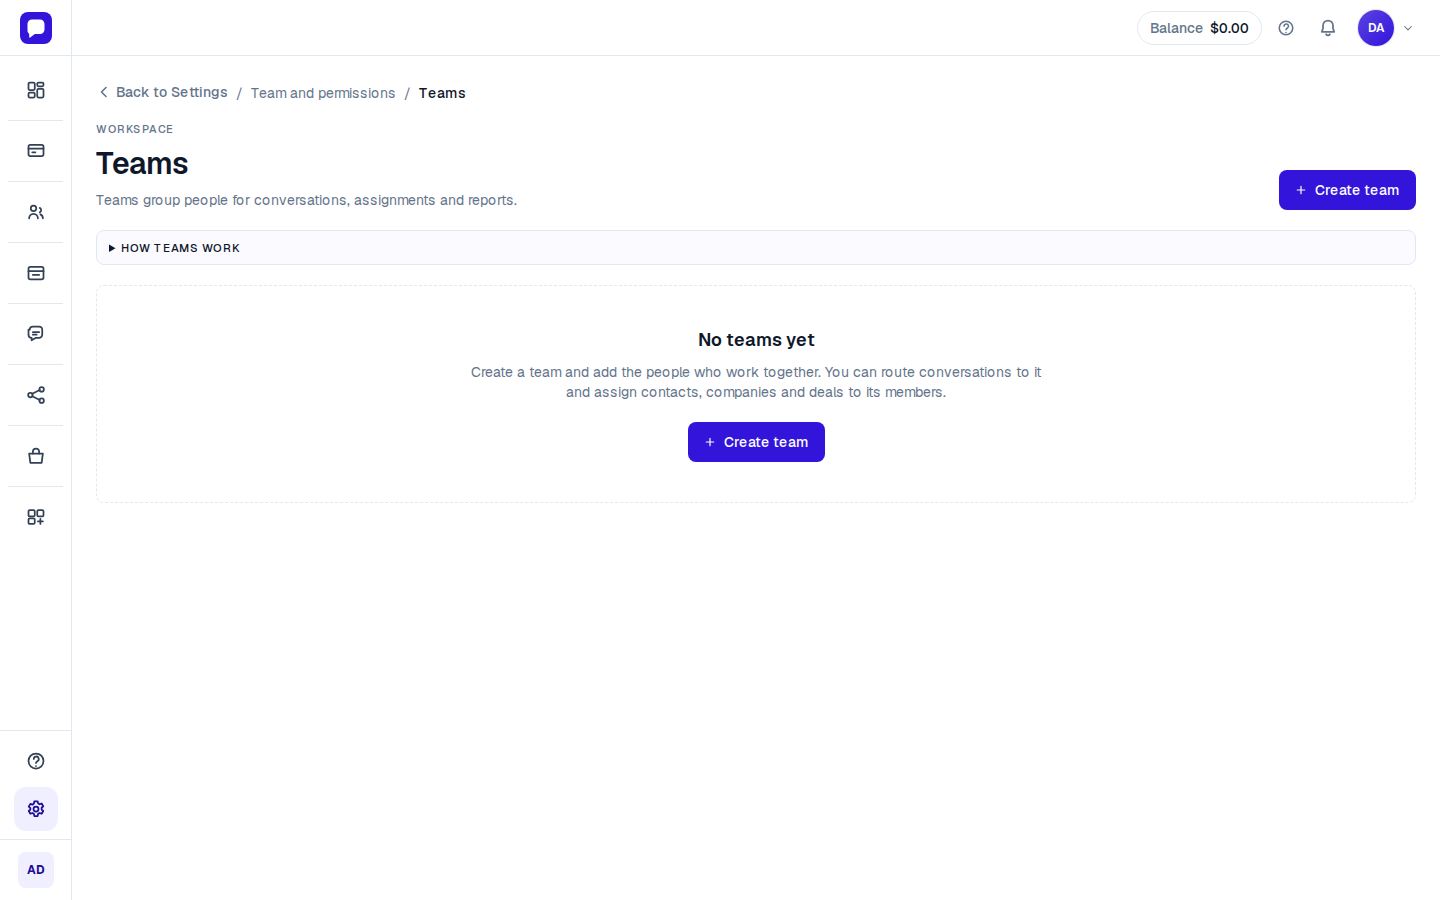 Balance $0.00
DA
Back to Settings / Team and permissions / Teams
WORKSPACE
Teams
Teams group people for conversations, assignments and reports.
+ Create team
HOW TEAMS WORK
No teams yet
Create a team and add the people who work together. You can route conversations to it
and assign contacts, companies and deals to its members.
+ Create team
AD